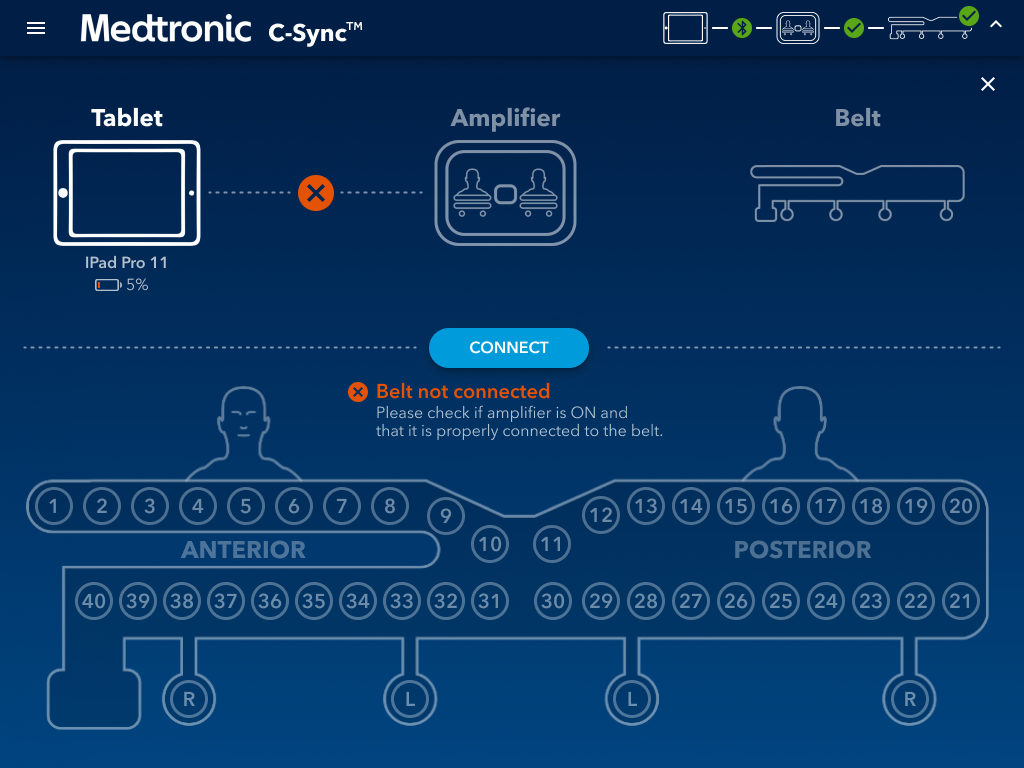 Medtronic C-Sync™
Tablet
Amplifier
Belt
IPad Pro 11
5%
CONNECT
Belt not connected
Please check if amplifier is ON and
that it is properly connected to the belt.
1 2 3 4 5 6 7 8 9 10 11 12 13 14 15 16 17 18 19 20
ANTERIOR
POSTERIOR
40 39 38 37 36 35 34 33 32 31 30 29 28 27 26 25 24 23 22 21
R L L R